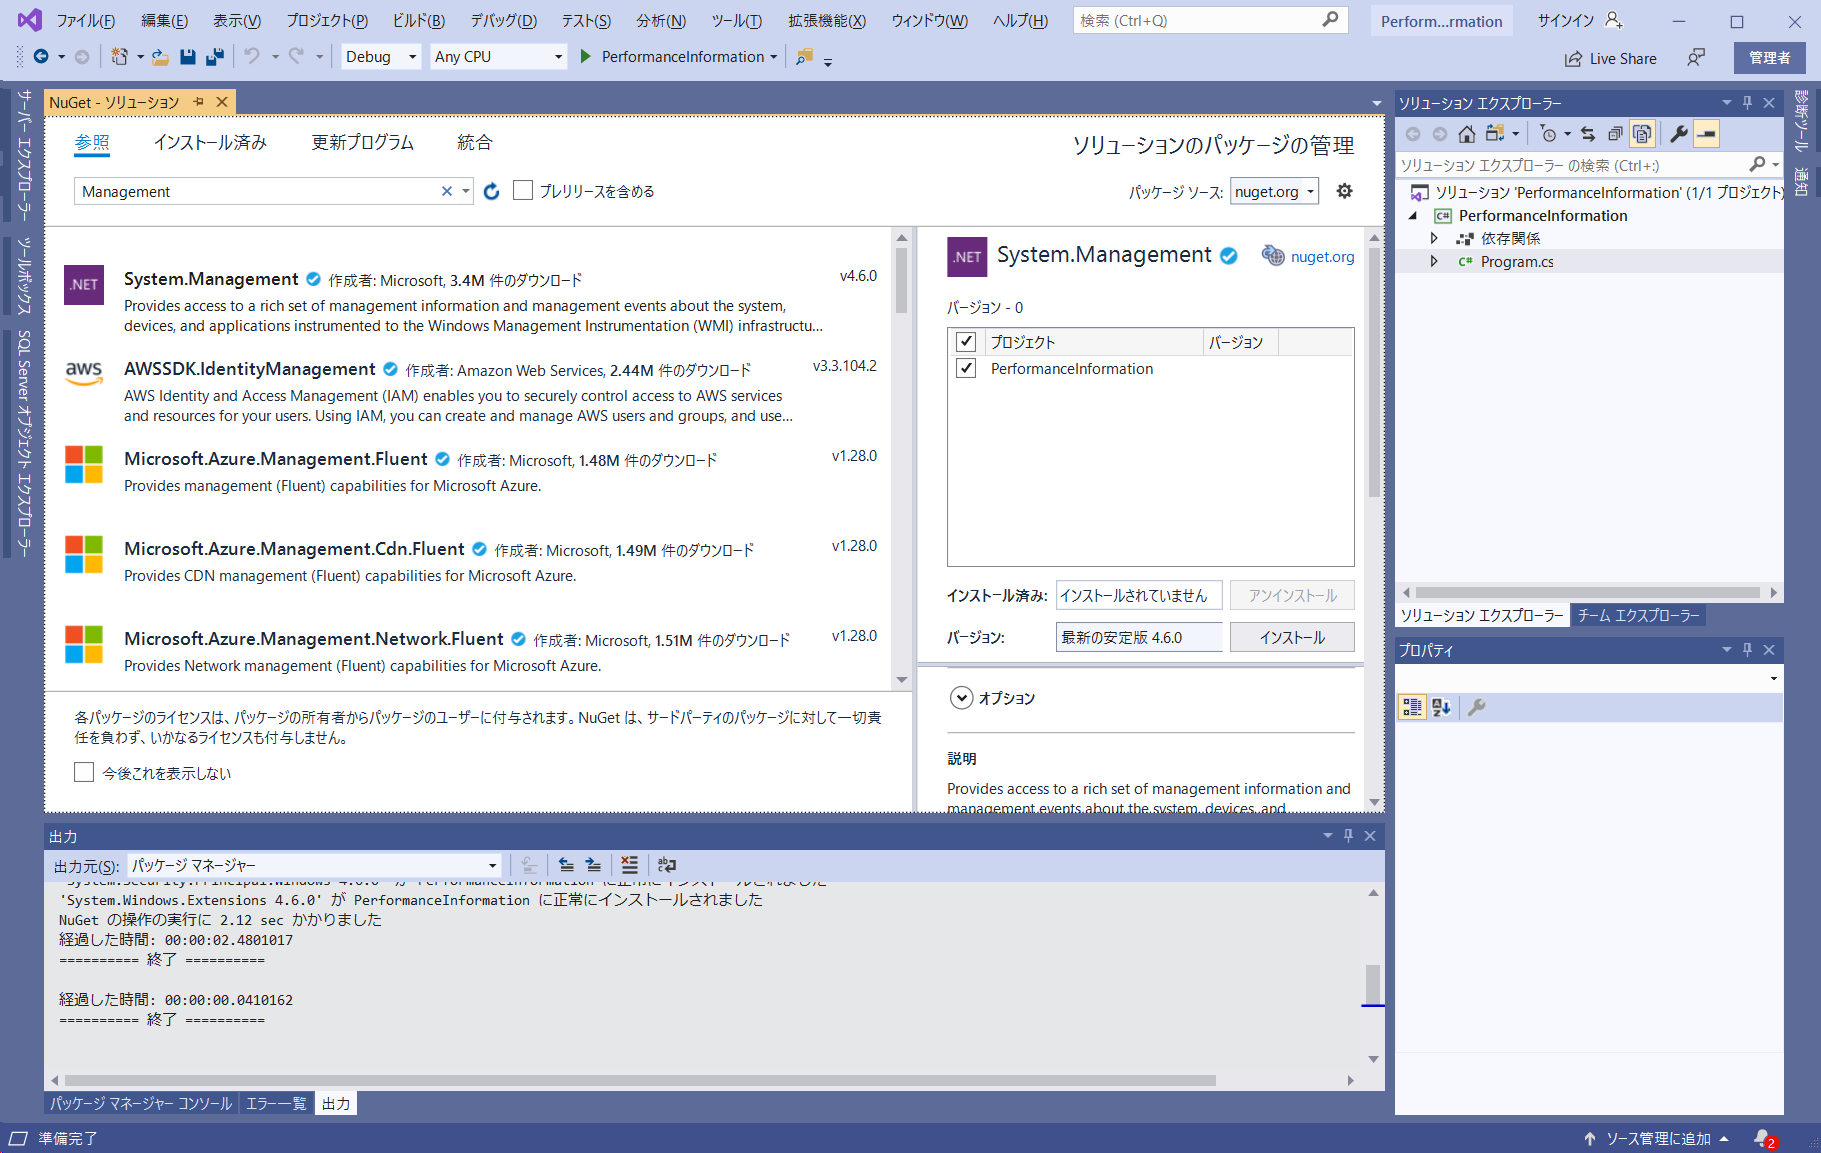 ファイル(F) 編集(E) 表示(V) プロジェクト(P) ビルド(B) デバッグ(D) テスト(S) 分析(N) ツール(T) 拡張機能(X) ウィンドウ(W) ヘルプ(H) 検索 (Ctrl+Q) Perform...rmation サインイン
Debug Any CPU PerformanceInformation Live Share 管理者
サーバー エクスプローラー
ツールボックス
SQL Server オブジェクト エクスプローラー
NuGet - ソリューション
参照 インストール済み 更新プログラム 統合
ソリューションのパッケージの管理
Management
プレリリースを含める
パッケージ ソース: nuget.org
.NET
System.Management 作成者: Microsoft, 3.4M 件のダウンロード v4.6.0
Provides access to a rich set of management information and management events about the system,
devices, and applications instrumented to the Windows Management Instrumentation (WMI) infrastructu...
aws
AWSSDK.IdentityManagement 作成者: Amazon Web Services, 2.44M 件のダウンロード v3.3.104.2
AWS Identity and Access Management (IAM) enables you to securely control access to AWS services
and resources for your users. Using IAM, you can create and manage AWS users and groups, and use...
Microsoft.Azure.Management.Fluent 作成者: Microsoft, 1.48M 件のダウンロード v1.28.0
Provides management (Fluent) capabilities for Microsoft Azure.
Microsoft.Azure.Management.Cdn.Fluent 作成者: Microsoft, 1.49M 件のダウンロード v1.28.0
Provides CDN management (Fluent) capabilities for Microsoft Azure.
Microsoft.Azure.Management.Network.Fluent 作成者: Microsoft, 1.51M 件のダウンロード v1.28.0
Provides Network management (Fluent) capabilities for Microsoft Azure.
各パッケージのライセンスは、パッケージの所有者からパッケージのユーザーに付与されます。NuGet は、サードパーティのパッケージに対して一切責
任を負わず、いかなるライセンスも付与しません。
今後これを表示しない
.NET
System.Management nuget.org
バージョン - 0
プロジェクト バージョン
PerformanceInformation
インストール済み: インストールされていません アンインストール
バージョン: 最新の安定版 4.6.0 インストール
オプション
説明
Provides access to a rich set of management information and
management events about the system, devices, and
出力
出力元(S): パッケージ マネージャー
'System.Security.Principal.Windows 4.6.0' が PerformanceInformation に正常にインストールされました
'System.Windows.Extensions 4.6.0' が PerformanceInformation に正常にインストールされました
NuGet の操作の実行に 2.12 sec かかりました
経過した時間: 00:00:02.4801017
========== 終了 ==========
経過した時間: 00:00:00.0410162
========== 終了 ==========
パッケージ マネージャー コンソール エラー一覧 出力
ソリューション エクスプローラー
ソリューション エクスプローラー の検索 (Ctrl+:)
ソリューション 'PerformanceInformation' (1/1 プロジェクト)
C# PerformanceInformation
依存関係
C# Program.cs
ソリューション エクスプローラー チーム エクスプローラー
プロパティ
診断ツール
通知
準備完了 ソース管理に追加 2